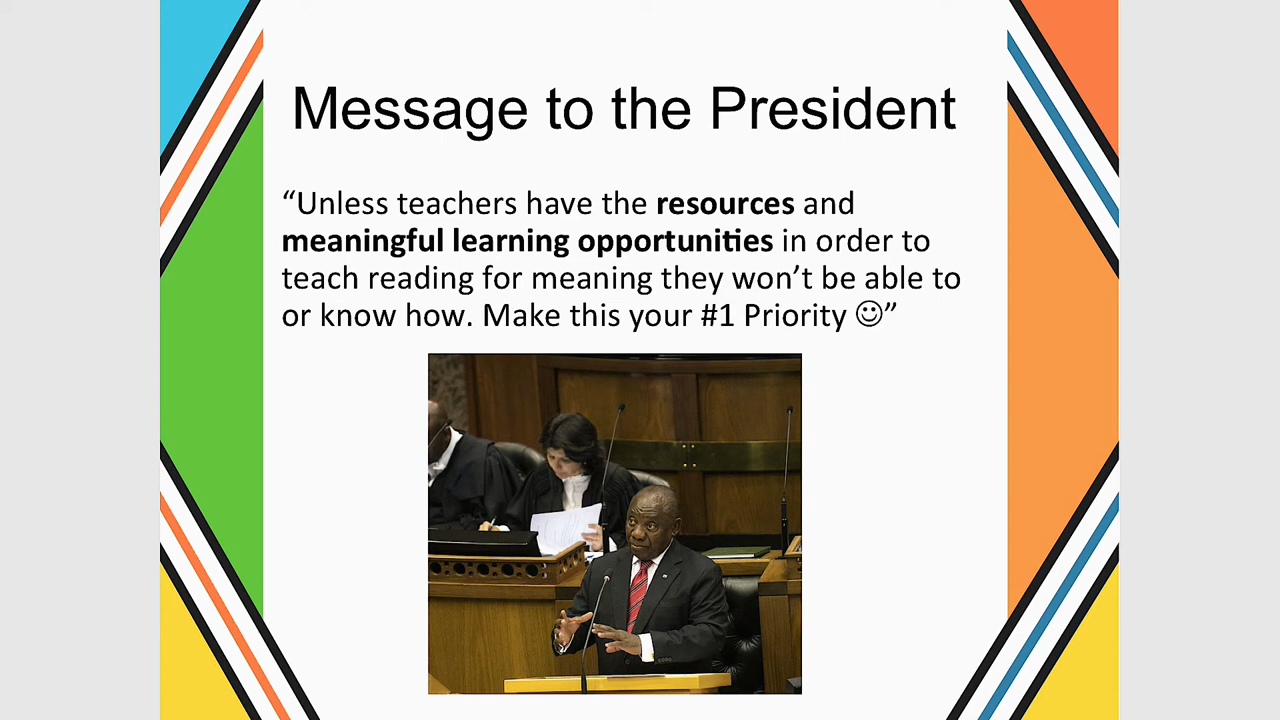 Message to the President
“Unless teachers have the resources and
meaningful learning opportunities in order to
teach reading for meaning they won’t be able to
or know how. Make this your #1 Priority ☺”